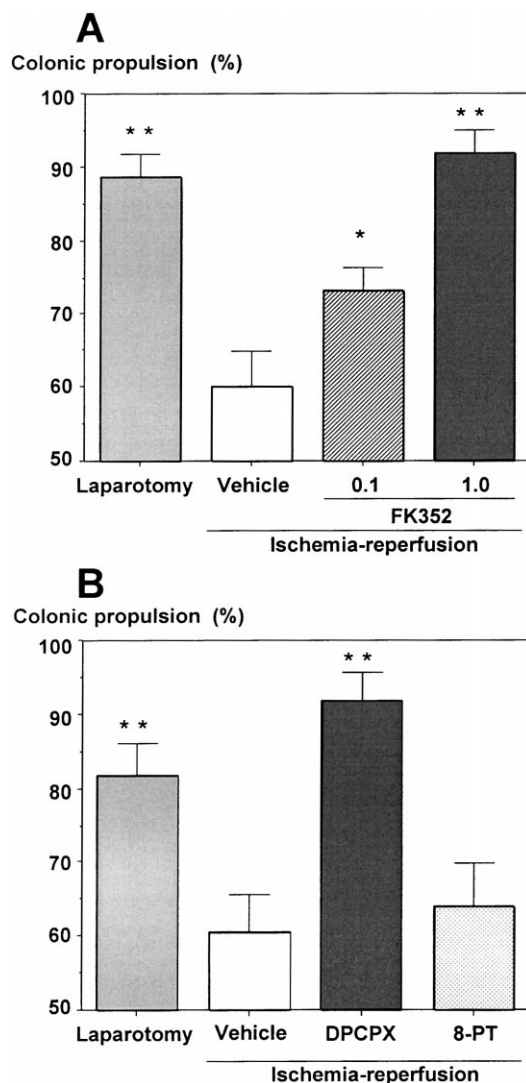 A
Colonic propulsion (%)
100
90
80
70
60
50
**
*
**
Laparotomy Vehicle 0.1 1.0
FK352
Ischemia-reperfusion
B
Colonic propulsion (%)
100
90
80
70
60
50
**
**
Laparotomy Vehicle DPCPX 8-PT
Ischemia-reperfusion